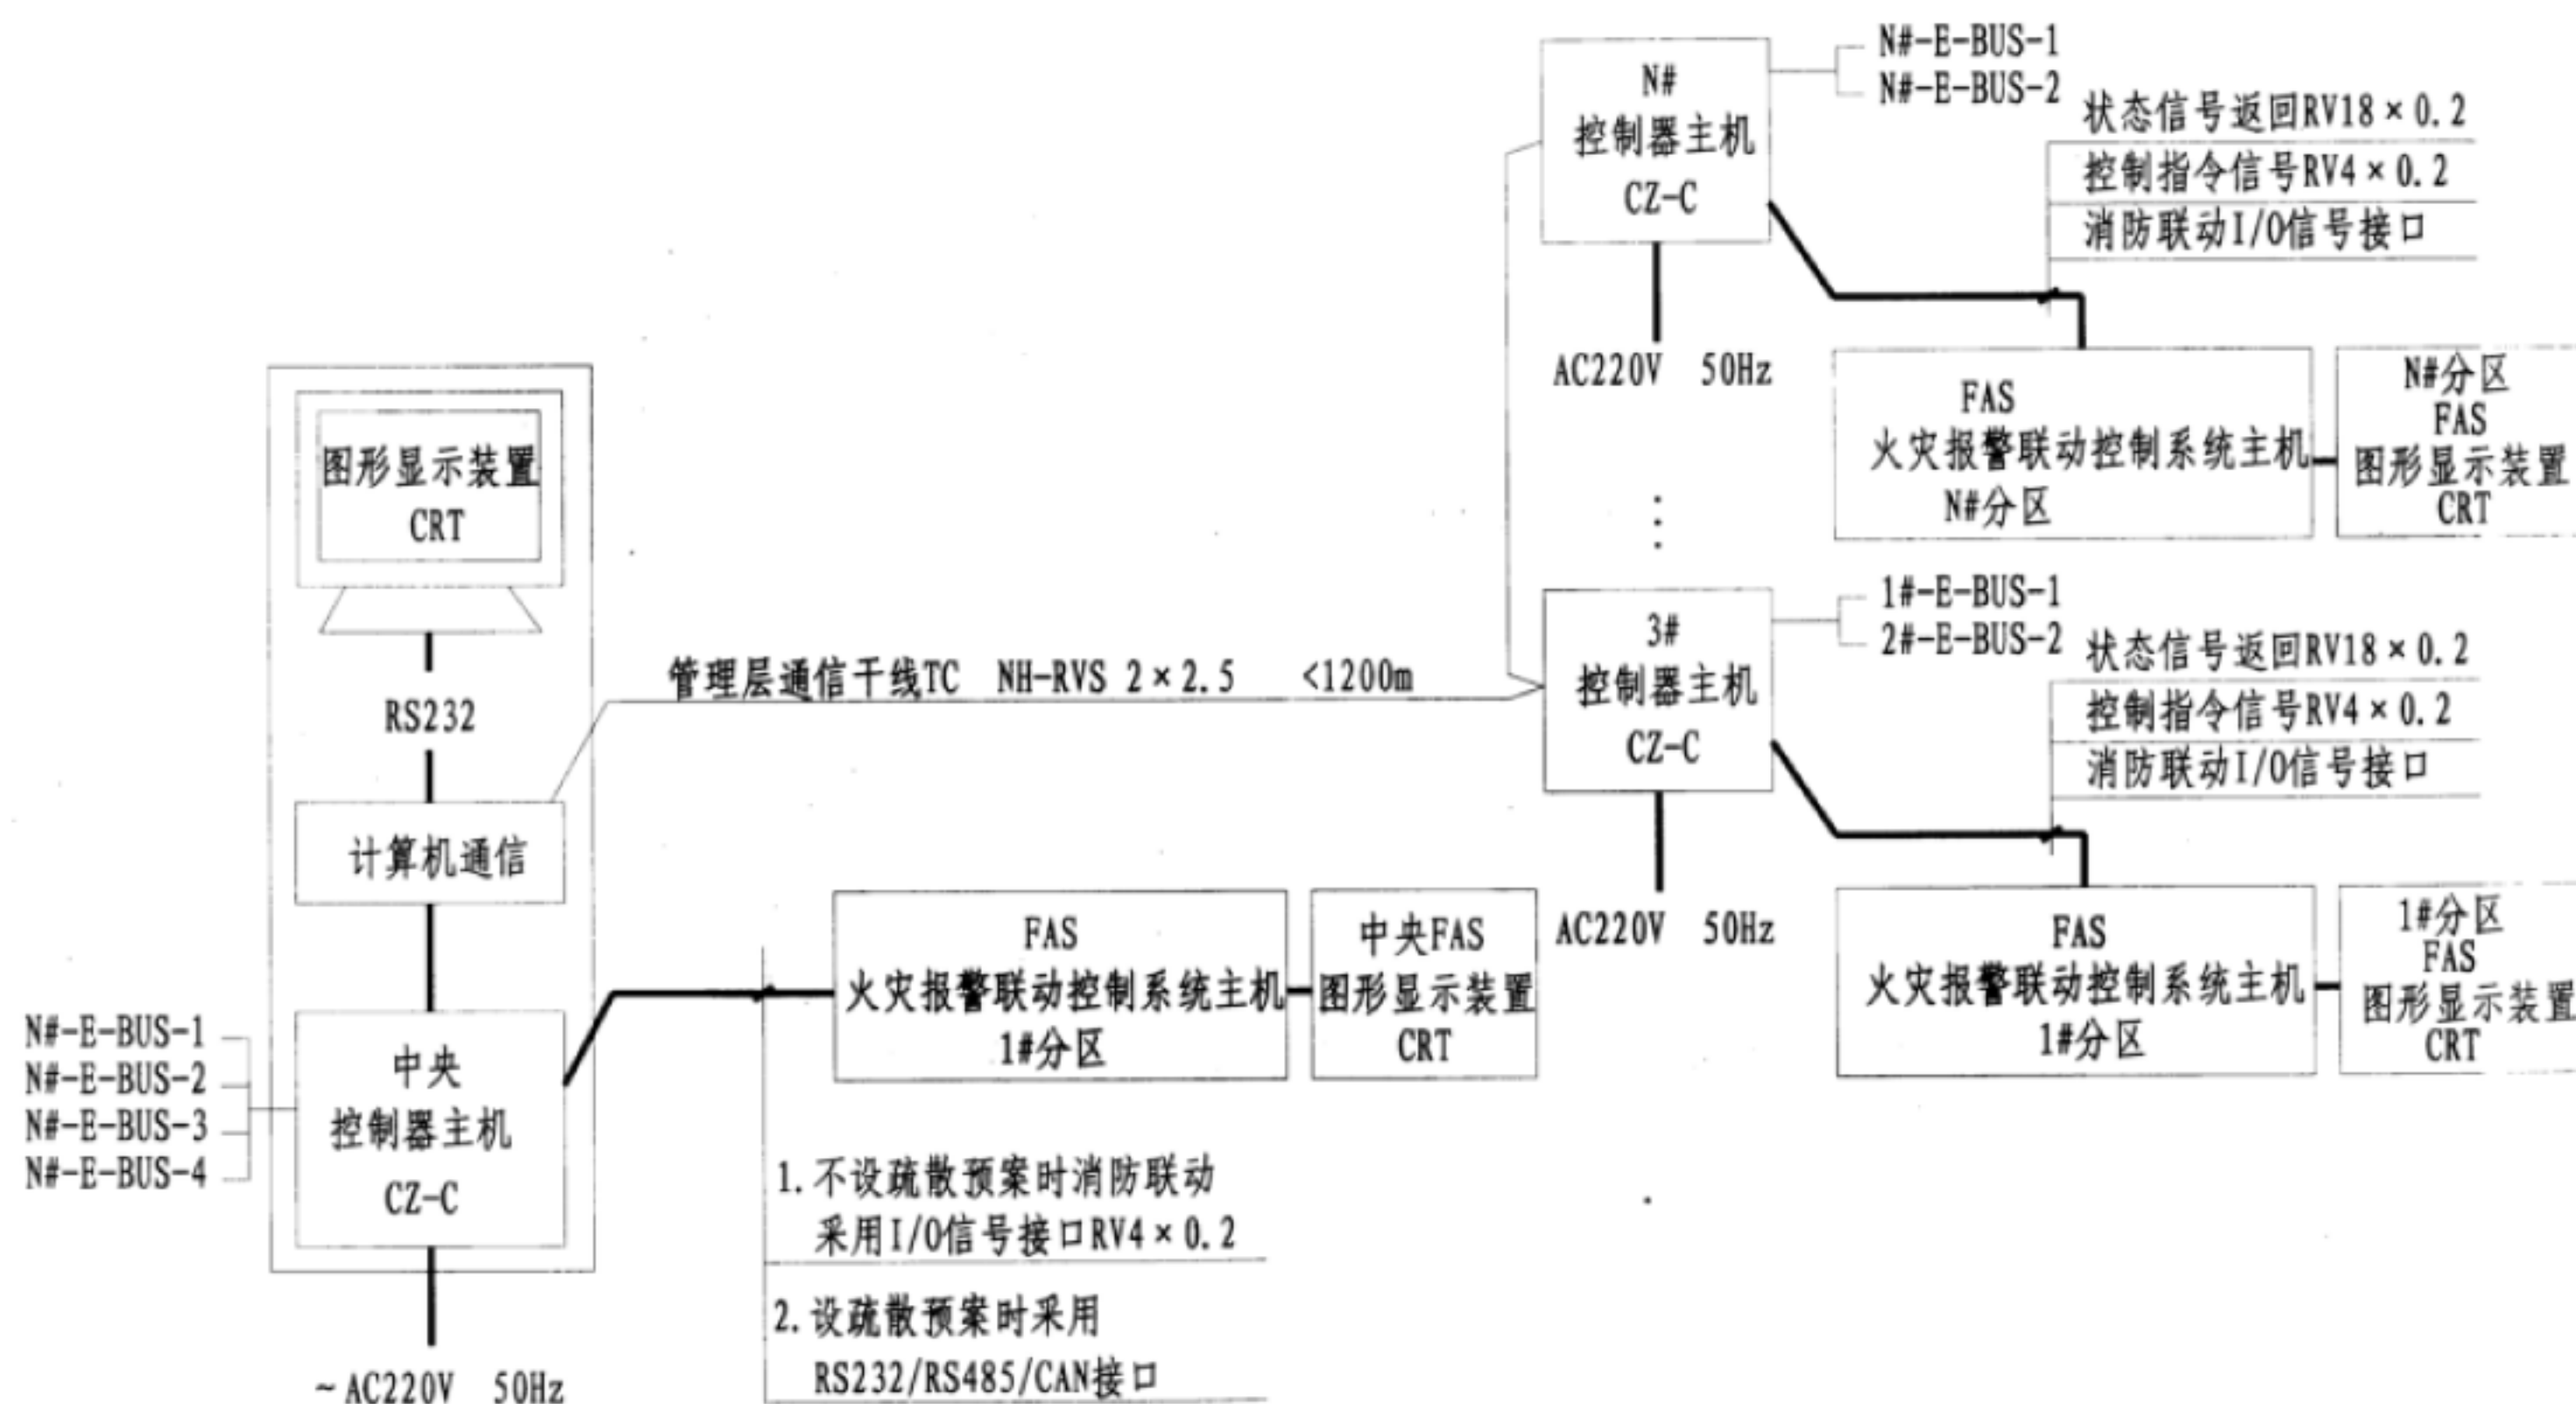 N#
控制器主机
CZ-C
N#-E-BUS-1
N#-E-BUS-2
状态信号返回RV18×0.2
控制指令信号RV4×0.2
消防联动I/O信号接口
AC220V 50Hz
FAS
火灾报警联动控制系统主机
N#分区
N#分区
FAS
图形显示装置
CRT
图形显示装置
CRT
RS232
管理层通信干线TC NH-RVS 2×2.5 <1200m
计算机通信
3#
控制器主机
CZ-C
1#-E-BUS-1
2#-E-BUS-2
状态信号返回RV18×0.2
控制指令信号RV4×0.2
消防联动I/O信号接口
AC220V 50Hz
FAS
火灾报警联动控制系统主机
1#分区
1#分区
FAS
图形显示装置
CRT
FAS
火灾报警联动控制系统主机
1#分区
中央FAS
图形显示装置
CRT
N#-E-BUS-1
N#-E-BUS-2
N#-E-BUS-3
N#-E-BUS-4
中央
控制器主机
CZ-C
~AC220V 50Hz
1.不设疏散预案时消防联动
采用I/O信号接口RV4×0.2
2.设疏散预案时采用
RS232/RS485/CAN接口